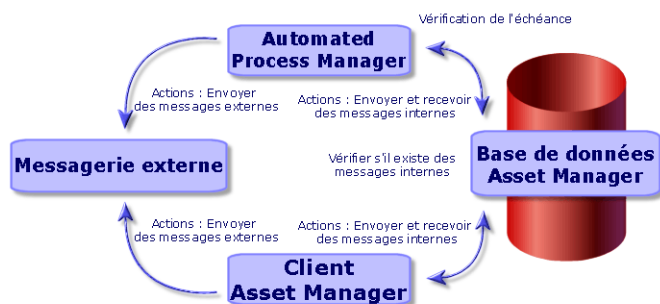 Vérification de l'échéance
Automated
Process Manager
Actions : Envoyer
des messages externes
Actions : Envoyer et recevoir
des messages internes
Messagerie externe
Vérifier s'il existe des
messages internes
Base de données
Asset Manager
Actions : Envoyer
des messages externes
Actions : Envoyer et recevoir
des messages internes
Client
Asset Manager